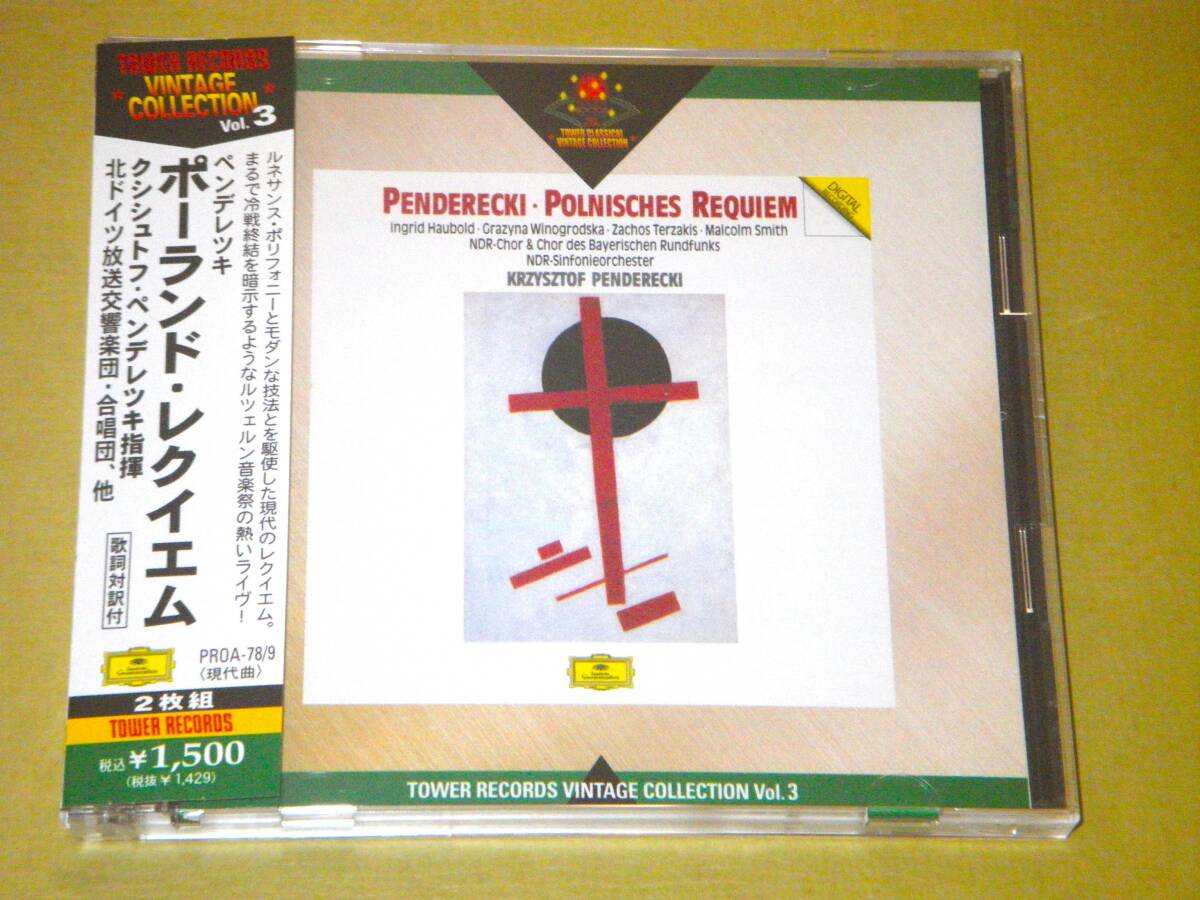 TOWER RECORDS
VINTAGE
COLLECTION
Vol. 3
ルネサンス・ポリフォニーとモダンな技法とを駆使した現代のレクイエム。
まるで冷戦終結を暗示するようなルツェルン音楽祭の熱いライヴ!
ペンデレツキ
ポーランド・レクイエム
クシシュトフ・ペンデレツキ指揮
北ドイツ放送交響楽団・合唱団、他
歌詞対訳付
PROA-78/9
〈現代曲〉
2枚組
TOWER RECORDS
税込 ¥1,500
(税抜 ¥1,429)
TOWER CLASSICAL
VINTAGE COLLECTION
PENDERECKI · POLNISCHES REQUIEM
Ingrid Haubold · Grazyna Winogrodska · Zachos Terzakis · Malcolm Smith
NDR-Chor & Chor des Bayerischen Rundfunks
NDR-Sinfonieorchester
KRZYSZTOF PENDERECKI
DIGITAL
RECORDING
Deutsche
Grammophon
TOWER RECORDS VINTAGE COLLECTION Vol. 3